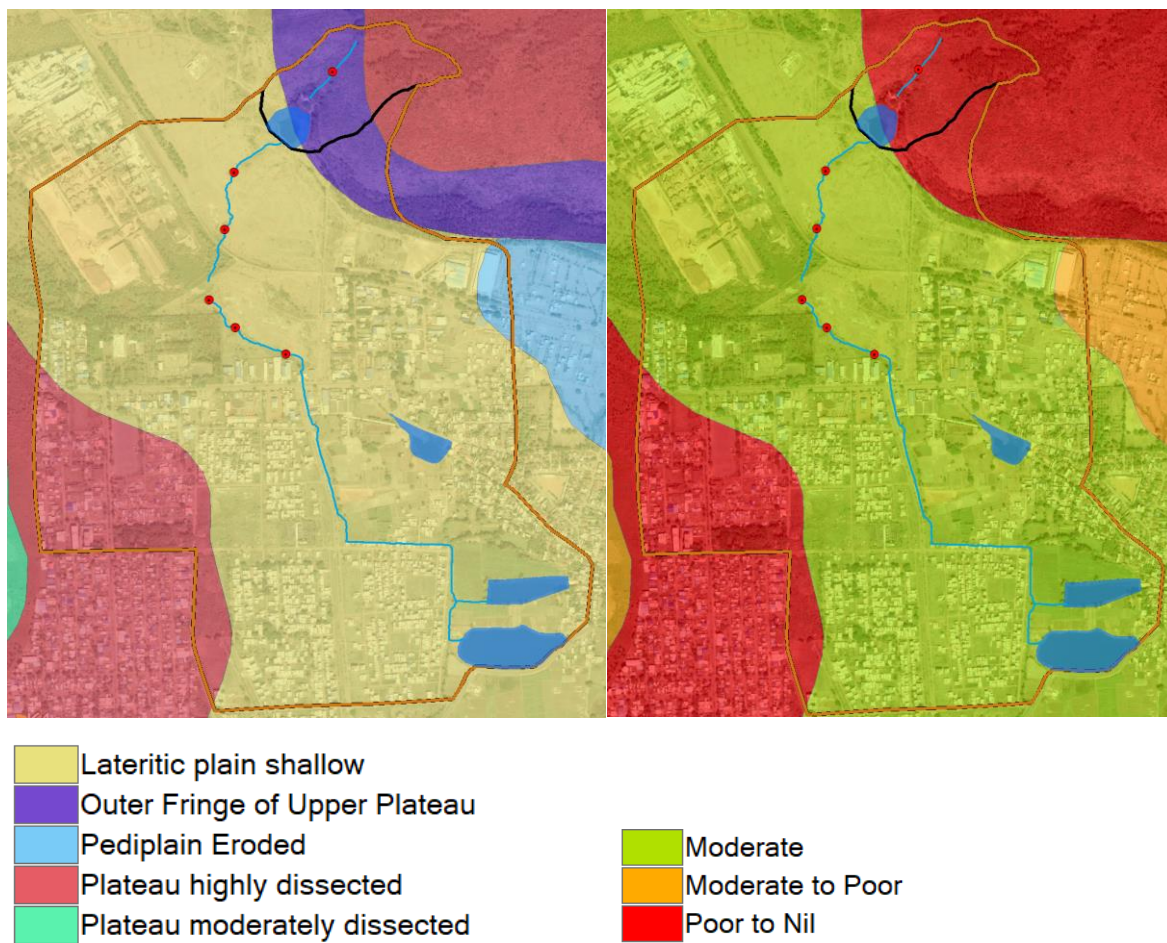 Lateritic plain shallow
Outer Fringe of Upper Plateau
Pediplain Eroded
Plateau highly dissected
Plateau moderately dissected
Moderate
Moderate to Poor
Poor to Nil